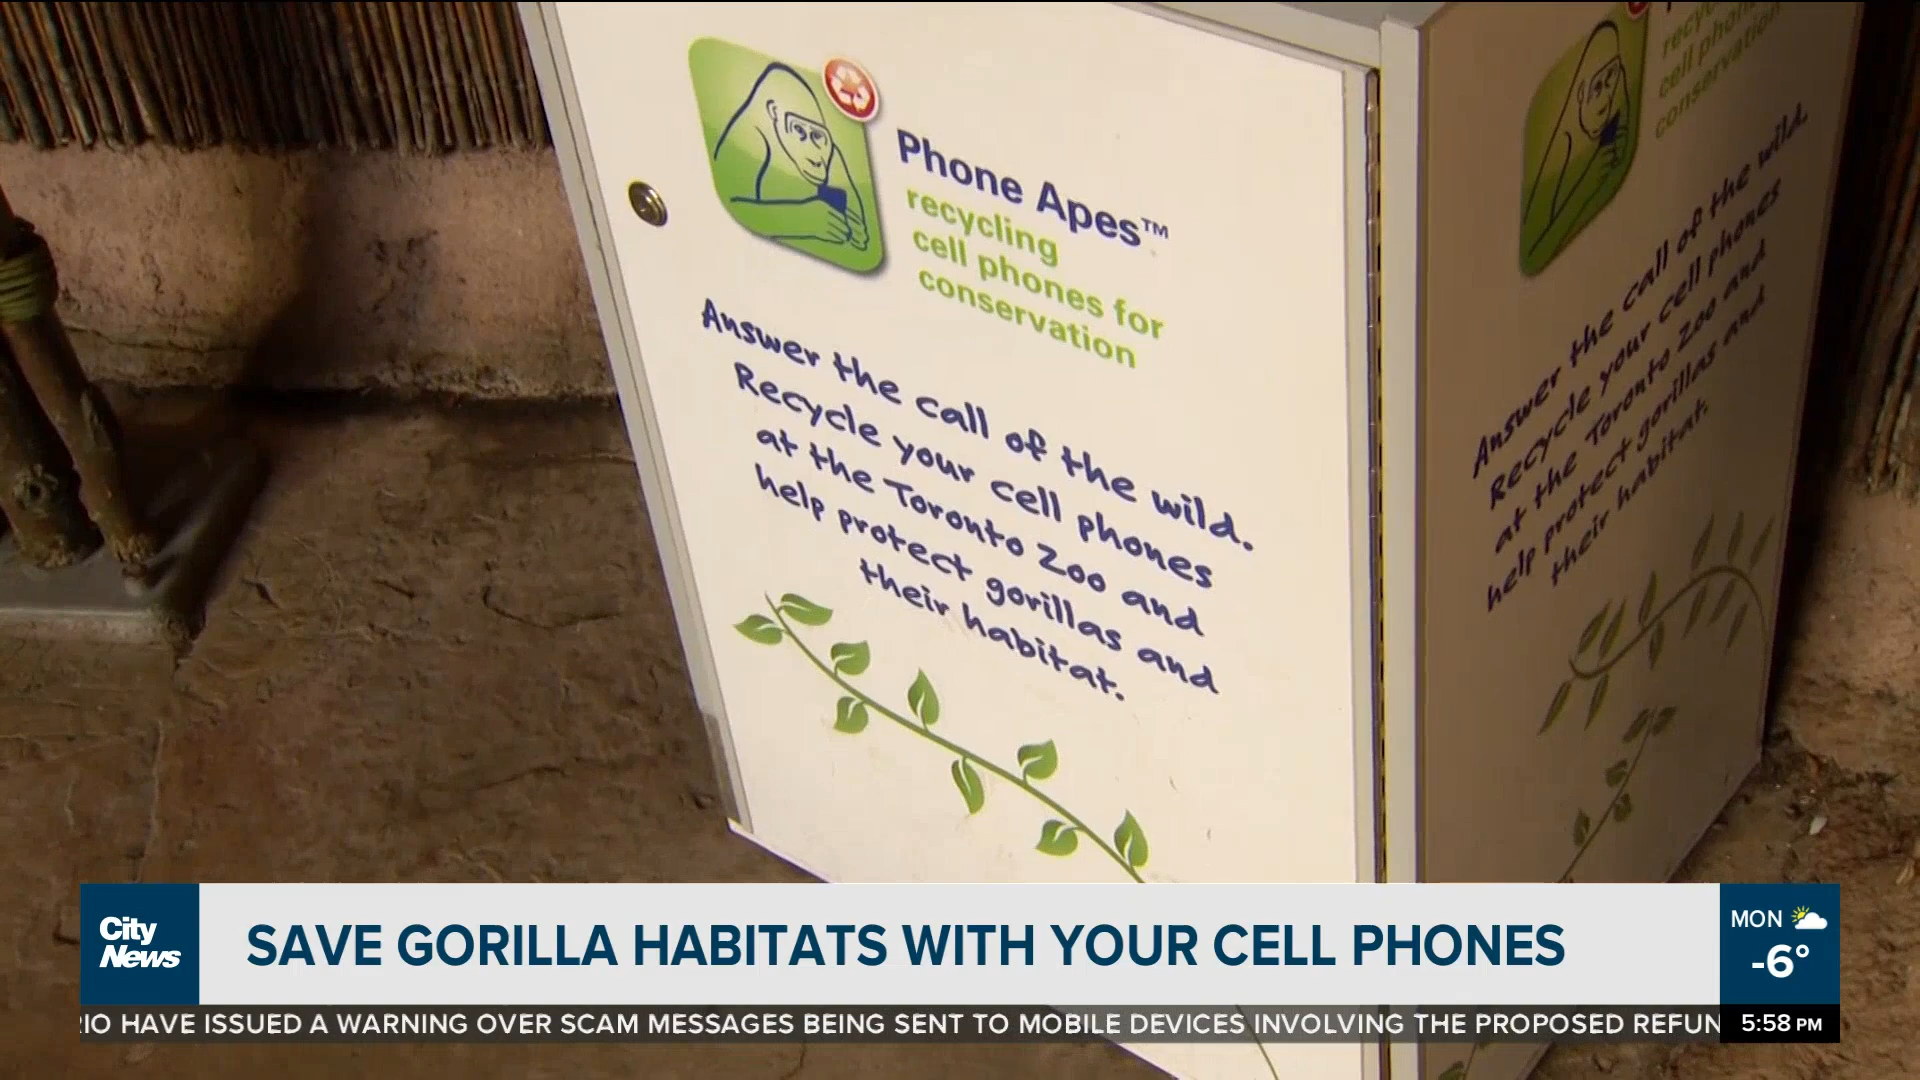 Phone Apes™
recycling
cell phones for
conservation
Answer the call of the wild.
Recycle your cell phones
at the Toronto Zoo and
help protect gorillas and
their habitat.
recycling
cell phones
conservation
Answer the call of the wild.
Recycle your cell phones
at the Toronto Zoo and
help protect gorillas and
their habitat.
City
News
SAVE GORILLA HABITATS WITH YOUR CELL PHONES
MON
-6°
RIO HAVE ISSUED A WARNING OVER SCAM MESSAGES BEING SENT TO MOBILE DEVICES INVOLVING THE PROPOSED REFUN
5:58 PM